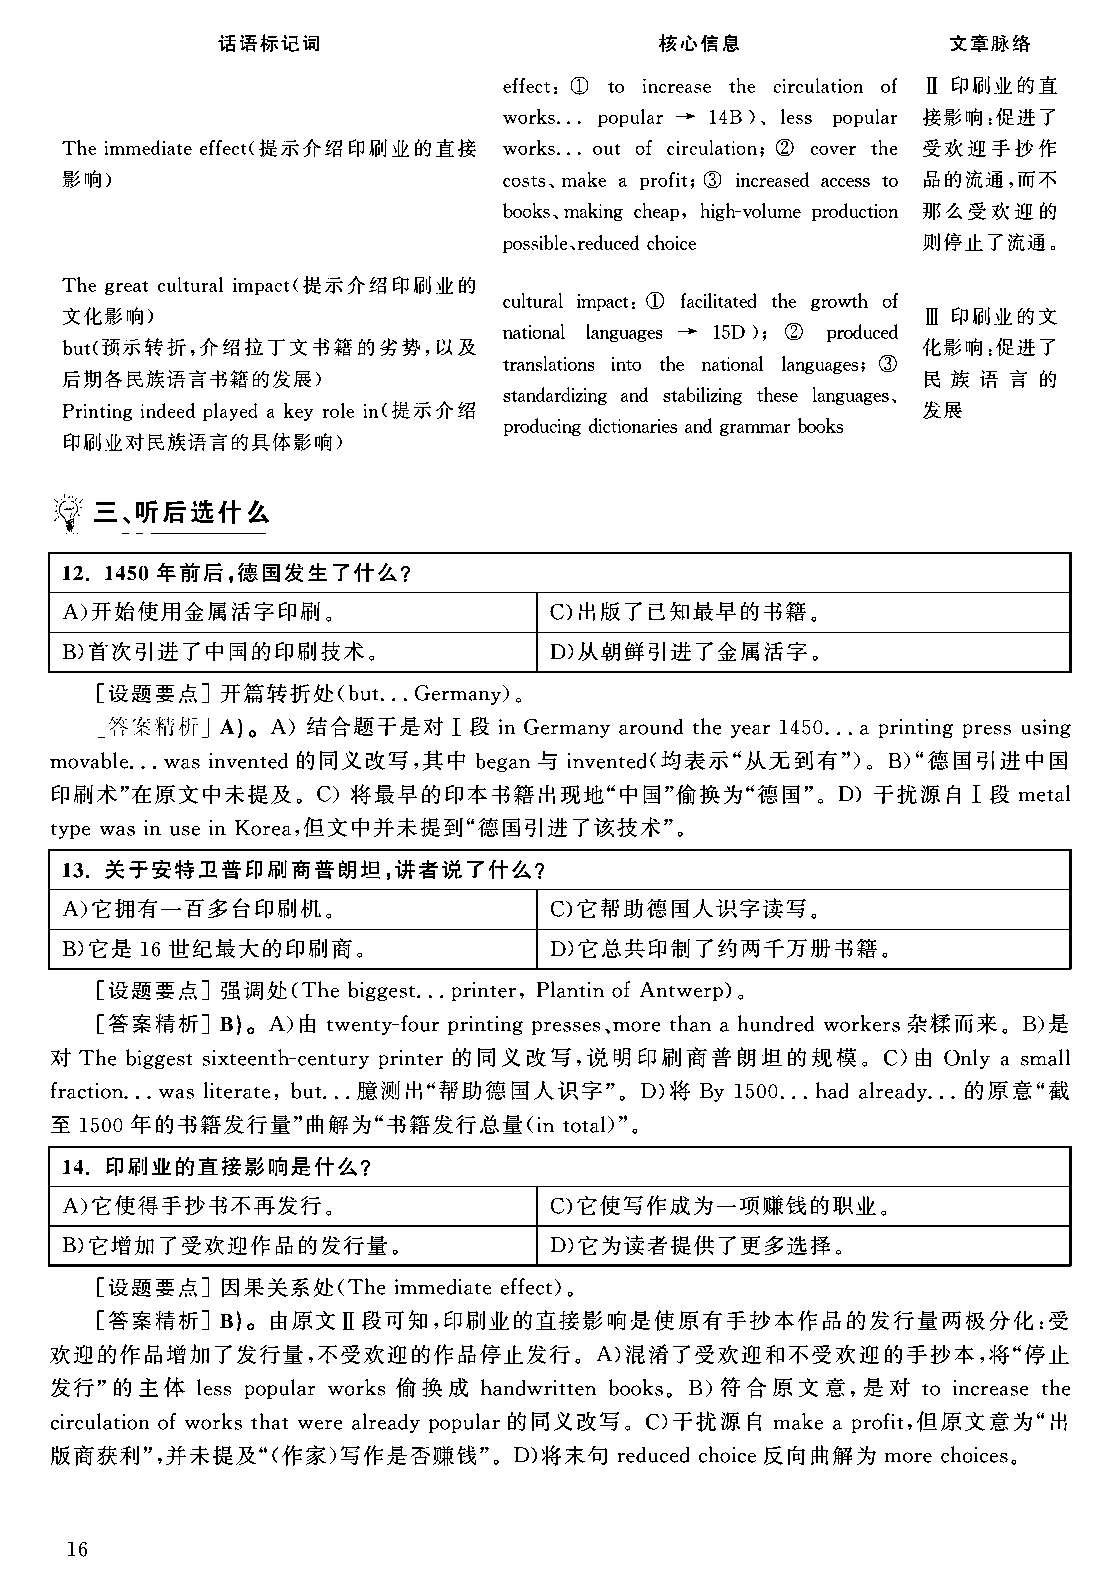 话语标记词 核心信息 文章脉络
The immediate effect(提示介绍印刷业的直接
影响)
effect: ① to increase the circulation of
works... popular → 14B)、less popular
works... out of circulation; ② cover the
costs、make a profit; ③ increased access to
books、making cheap, high-volume production
possible、reduced choice
Ⅱ 印刷业的直
接影响:促进了
受欢迎手抄作
品的流通,而不
那么受欢迎的
则停止了流通。
The great cultural impact(提示介绍印刷业的
文化影响)
but(预示转折,介绍拉丁文书籍的劣势,以及
后期各民族语言书籍的发展)
Printing indeed played a key role in(提示介绍
印刷业对民族语言的具体影响)
cultural impact: ① facilitated the growth of
national languages → 15D); ② produced
translations into the national languages; ③
standardizing and stabilizing these languages、
producing dictionaries and grammar books
Ⅲ 印刷业的文
化影响:促进了
民族语言的
发展
三、听后选什么
12. 1450 年前后,德国发生了什么?
A)开始使用金属活字印刷。 C)出版了已知最早的书籍。
B)首次引进了中国的印刷技术。 D)从朝鲜引进了金属活字。
[设题要点] 开篇转折处(but...Germany)。
[答案精析] A)。A) 结合题于是对Ⅰ段 in Germany around the year 1450...a printing press using
movable...was invented 的同义改写,其中 began 与 invented(均表示“从无到有”)。B)“德国引进中国
印刷术”在原文中未提及。C) 将最早的印本书籍出现地“中国”偷换为“德国”。D) 干扰源自Ⅰ段 metal
type was in use in Korea,但文中并未提到“德国引进了该技术”。
13. 关于安特卫普印刷商普朗坦,讲者说了什么?
A)它拥有一百多台印刷机。 C)它帮助德国人识字读写。
B)它是 16 世纪最大的印刷商。 D)它总共印制了约两千万册书籍。
[设题要点] 强调处(The biggest...printer, Plantin of Antwerp)。
[答案精析] B)。A)由 twenty-four printing presses、more than a hundred workers 杂糅而来。B)是
对 The biggest sixteenth-century printer 的同义改写,说明印刷商普朗坦的规模。C)由 Only a small
fraction...was literate, but...臆测出“帮助德国人识字”。D)将 By 1500...had already...的原意“截
至 1500 年的书籍发行量”曲解为“书籍发行总量(in total)”。
14. 印刷业的直接影响是什么?
A)它使得手抄书不再发行。 C)它使写作成为一项赚钱的职业。
B)它增加了受欢迎作品的发行量。 D)它为读者提供了更多选择。
[设题要点] 因果关系处(The immediate effect)。
[答案精析] B)。由原文Ⅱ段可知,印刷业的直接影响是使原有手抄本作品的发行量两极分化:受
欢迎的作品增加了发行量,不受欢迎的作品停止发行。A)混淆了受欢迎和不受欢迎的手抄本,将“停止
发行”的主体 less popular works 偷换成 handwritten books。B)符合原文意,是对 to increase the
circulation of works that were already popular 的同义改写。C)干扰源自 make a profit,但原文意为“出
版商获利”,并未提及“(作家)写作是否赚钱”。D)将末句 reduced choice 反向曲解为 more choices。
16